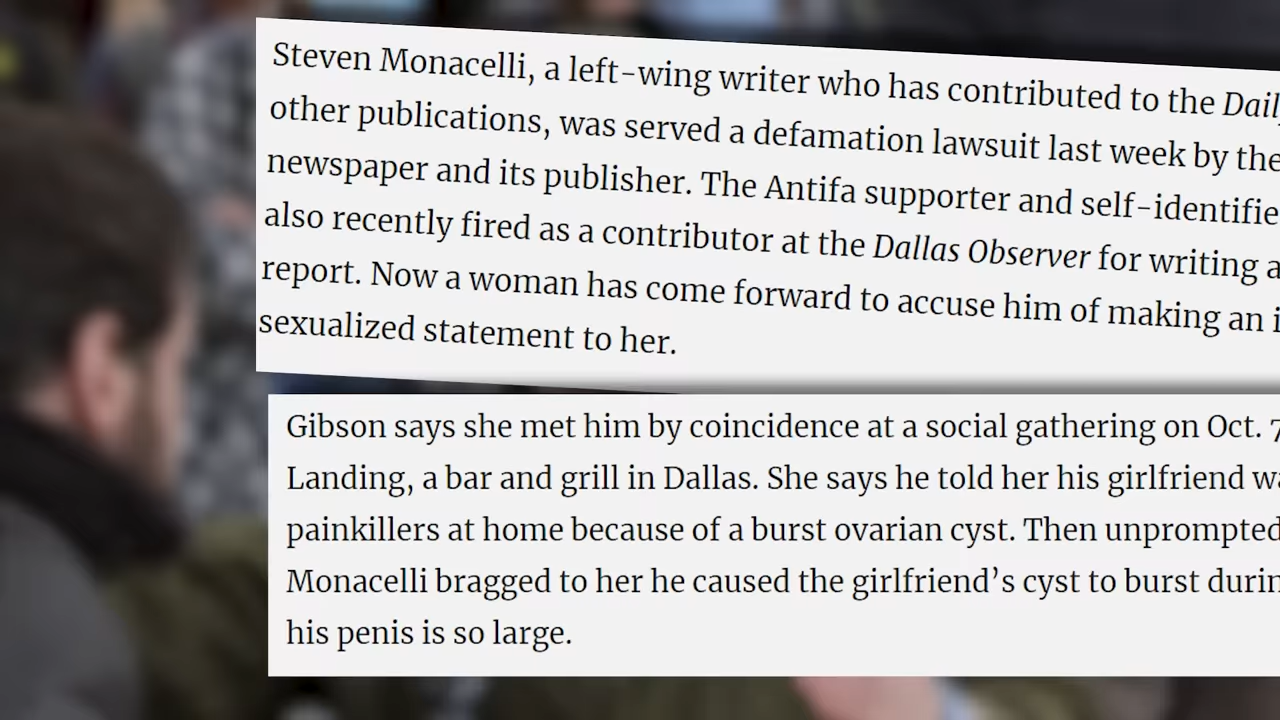 Steven Monacelli, a left-wing writer who has contributed to the
other publications, was served a defamation lawsuit last week by the
newspaper and its publisher. The Antifa supporter and
also recently fired as a contributor at the Dallas Observer for writing a
report. Now a woman has come forward to accuse him of making an
sexualized statement to her.
Gibson says she met him by coincidence at a social gathering on Oct. 7
Landing, a bar and grill in Dallas. She says he told her his girlfriend
painkillers at home because of a burst ovarian cyst. Then unprompted
Monacelli bragged to her he caused the girlfriend’s cyst to burst
his penis is so large.